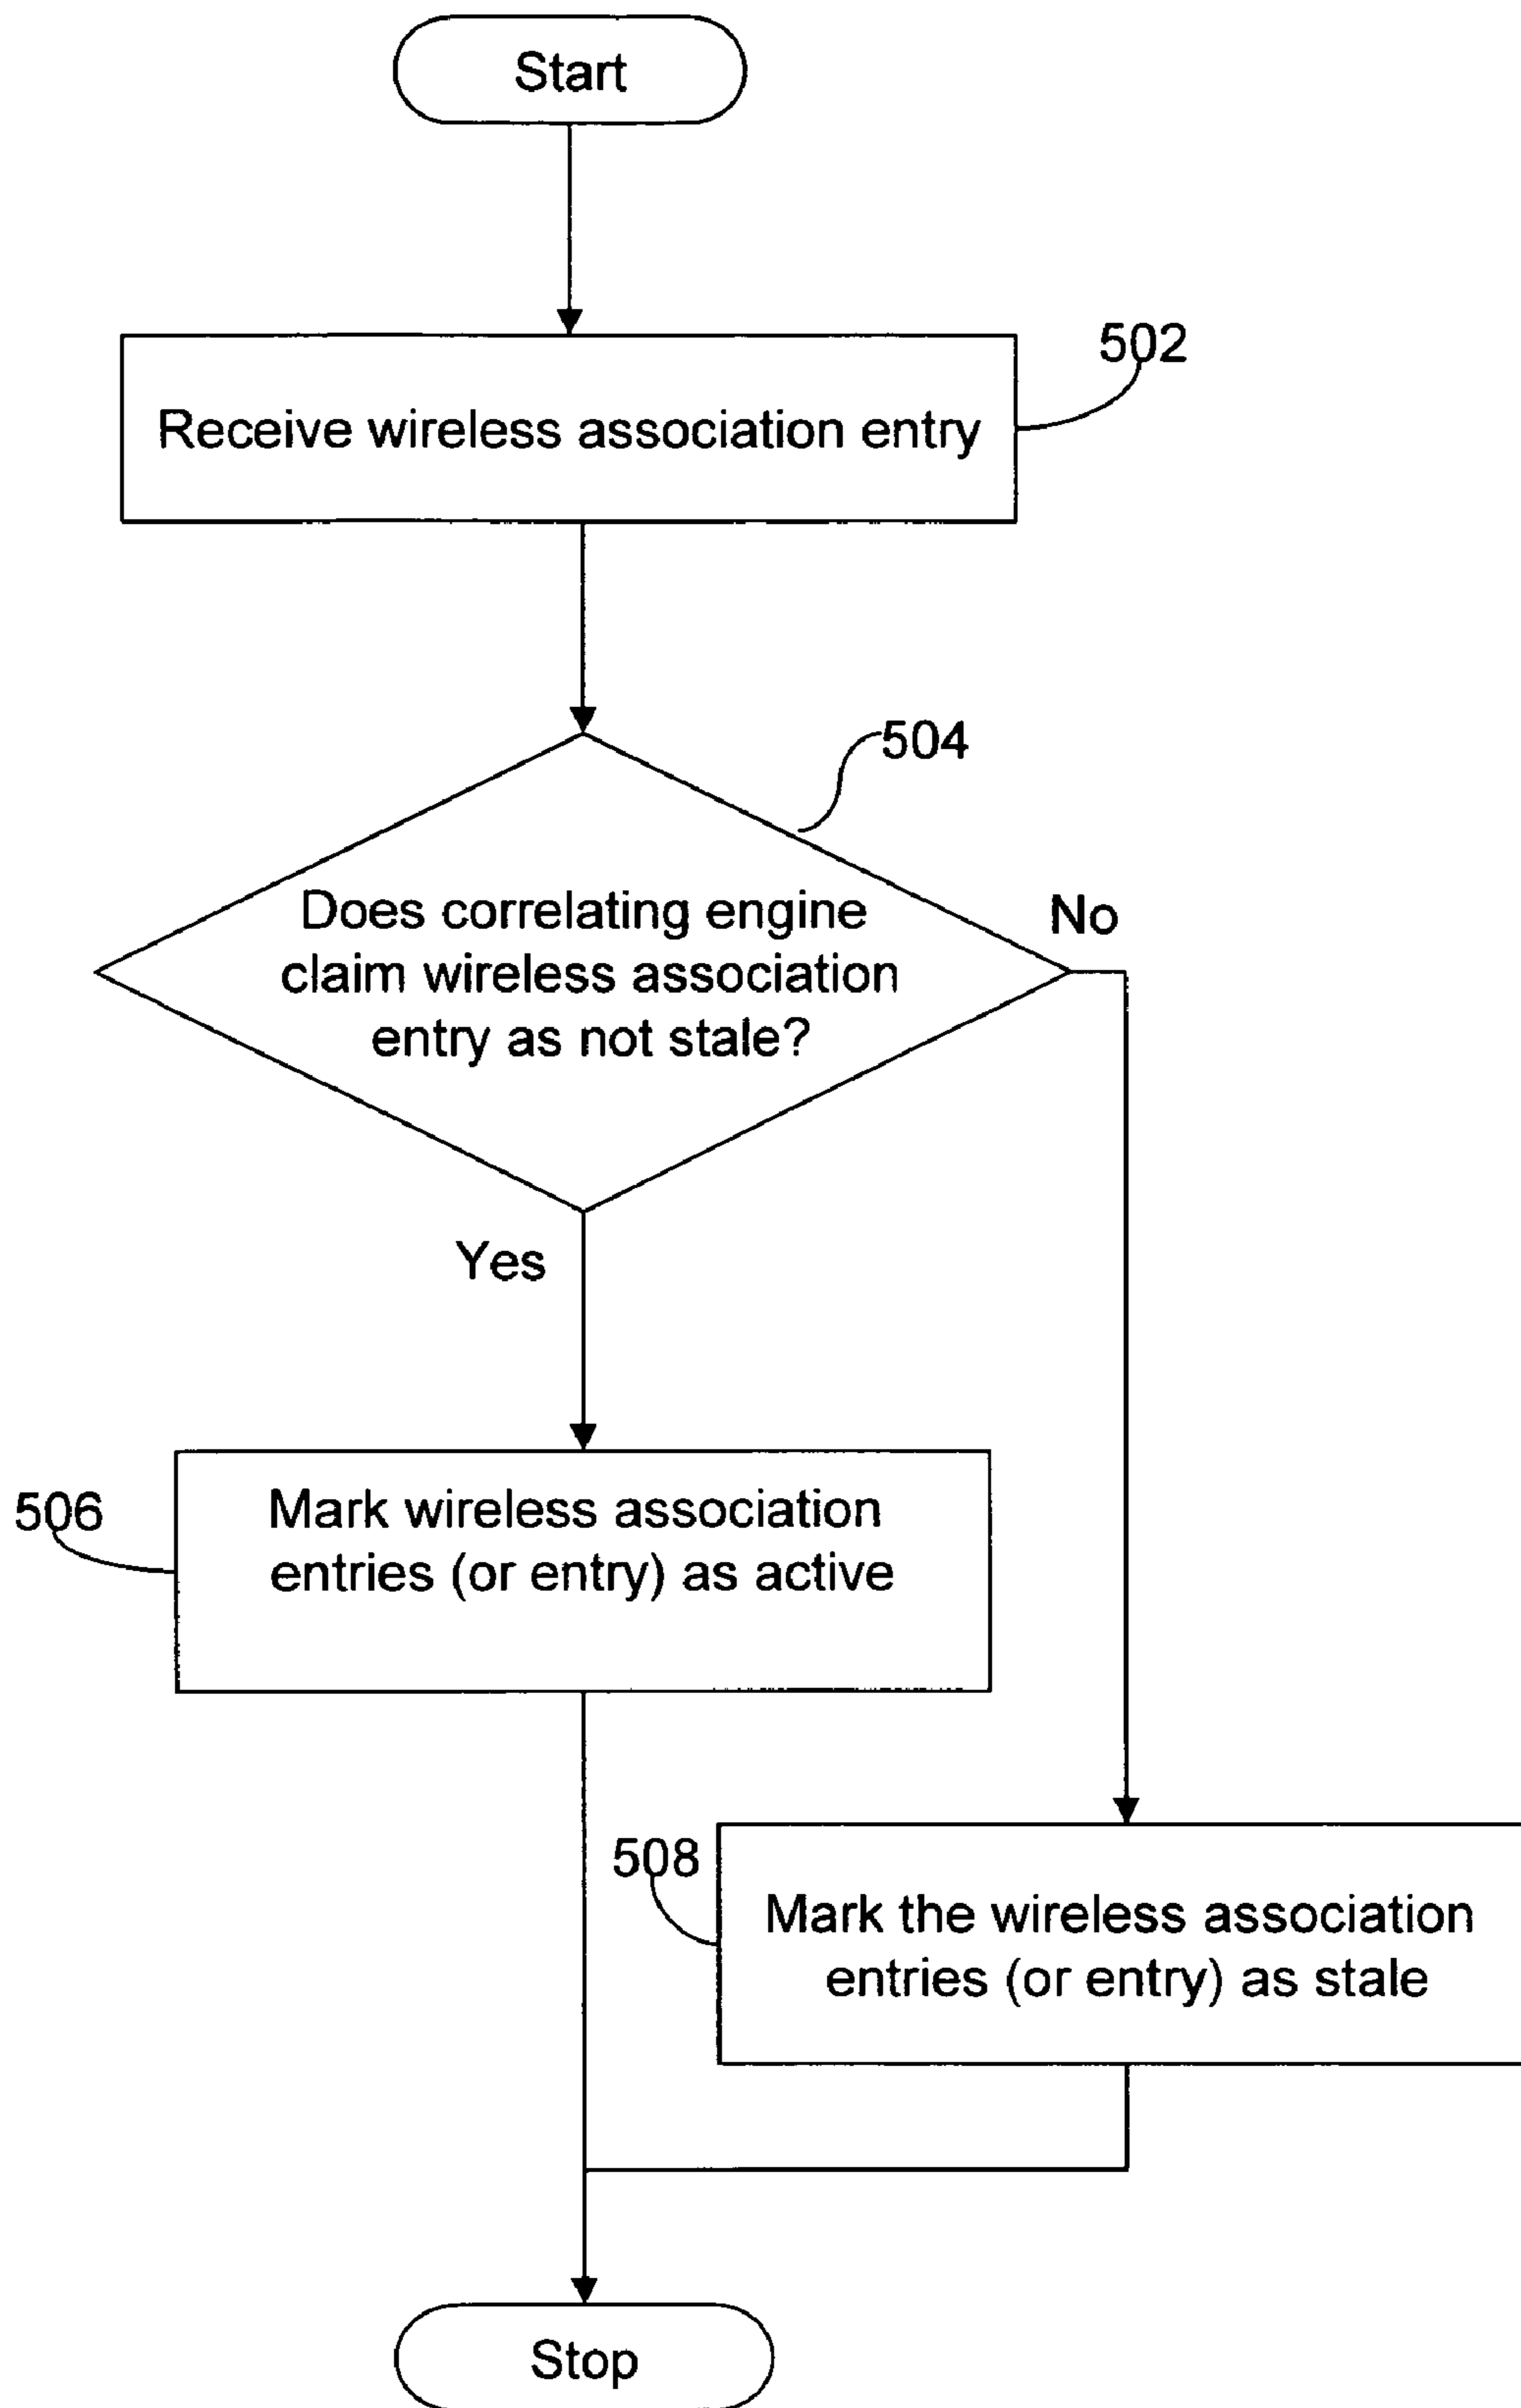 Start
502
Receive wireless association entry
504
Does correlating engine
claim wireless association
entry as not stale?
No
Yes
506
Mark wireless association
entries (or entry) as active
508
Mark the wireless association
entries (or entry) as stale
Stop